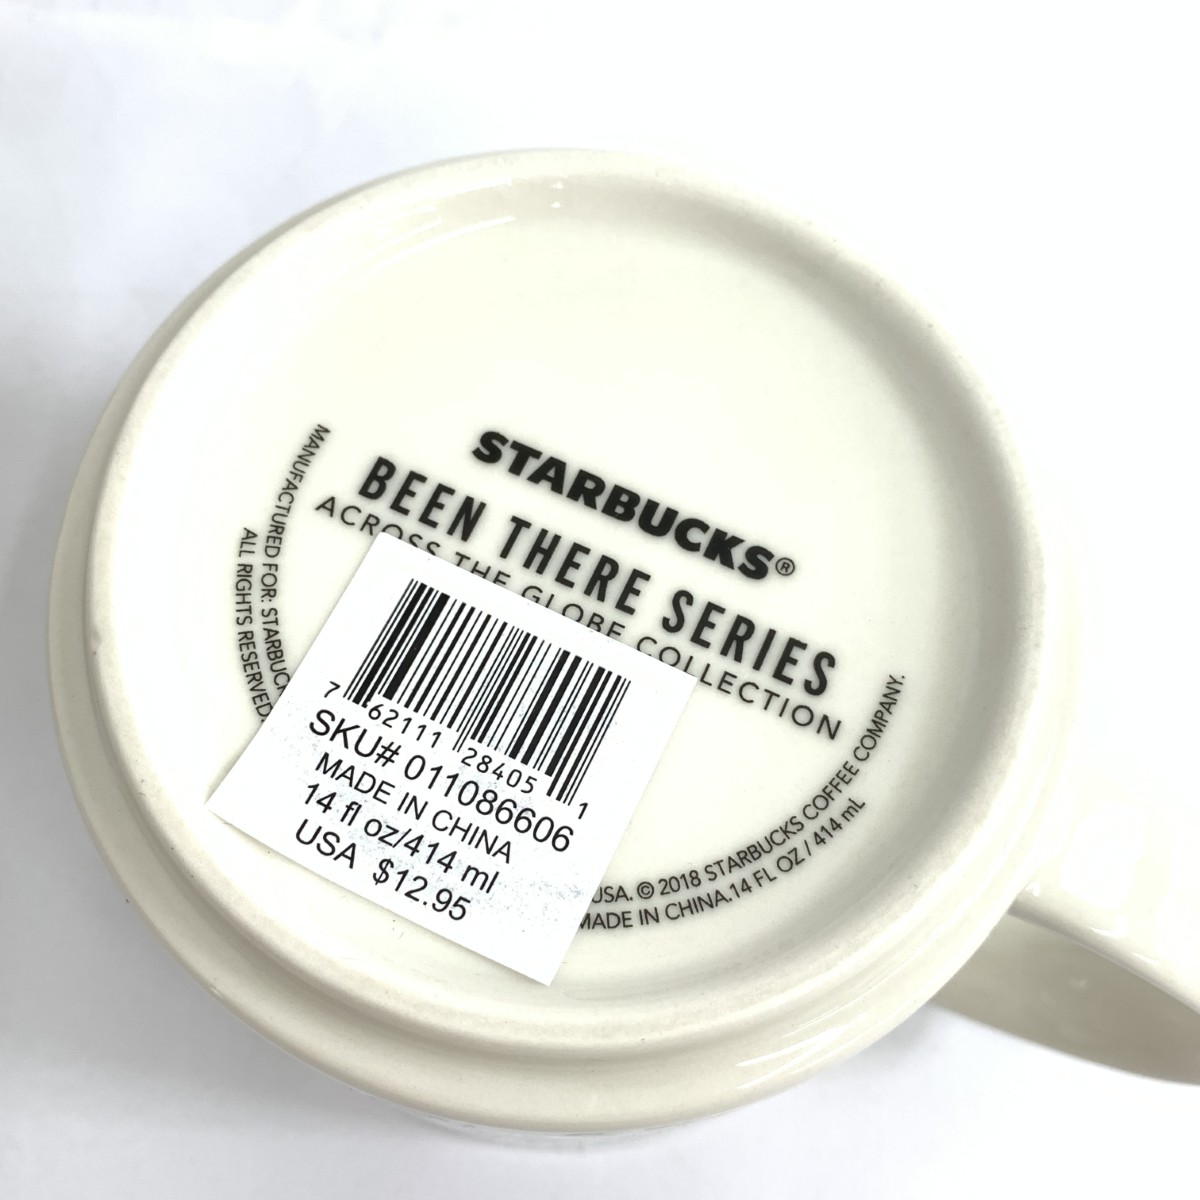 STARBUCKS®
BEEN THERE SERIES
ACROSS THE GLOBE COLLECTION
MANUFACTURED FOR: STARBUC
USA. © 2018 STARBUCKS COFFEE COMPANY.
ALL RIGHTS RESERVED.
MADE IN CHINA.14 FL OZ / 414 mL
7 62111 28405 1
SKU# 011086606
MADE IN CHINA
14 fl oz/414 ml
USA $12.95